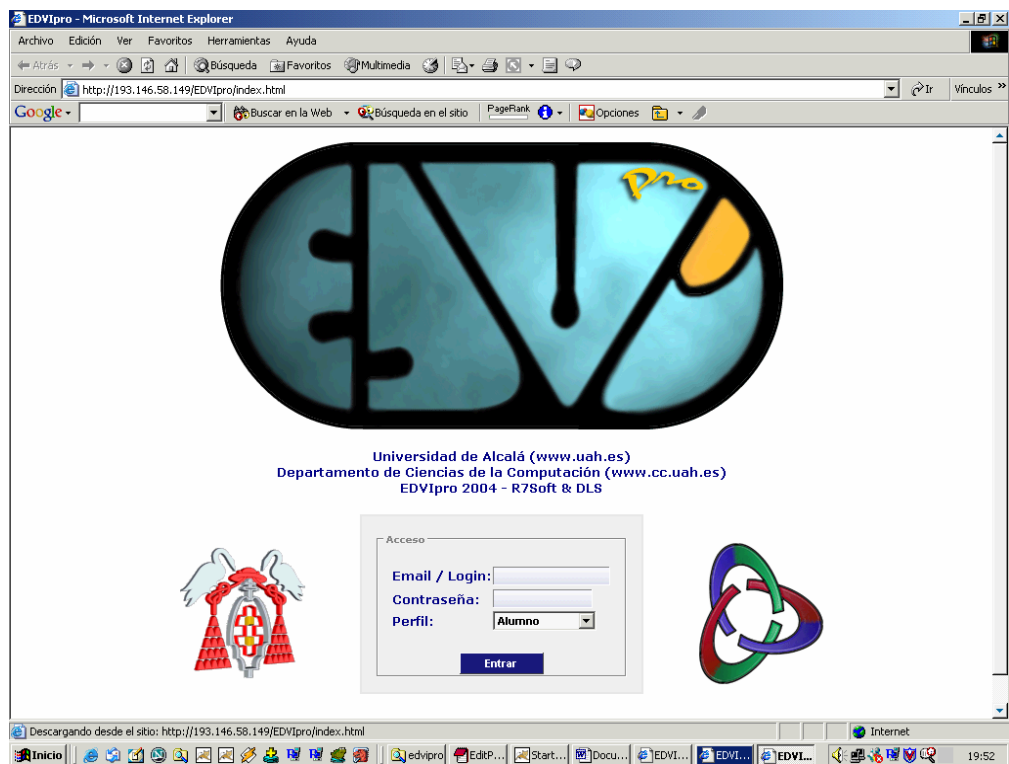 EDVIpro - Microsoft Internet Explorer
Archivo Edición Ver Favoritos Herramientas Ayuda
Atrás Búsqueda Favoritos Multimedia
Dirección http://193.146.58.149/EDVIpro/index.html Ir Vínculos »
Google Buscar en la Web Búsqueda en el sitio PageRank Opciones
EDVI
pro
Universidad de Alcalá (www.uah.es)
Departamento de Ciencias de la Computación (www.cc.uah.es)
EDVIpro 2004 - R7Soft & DLS
Acceso
Email / Login:
Contraseña:
Perfil: Alumno
Entrar
Descargando desde el sitio: http://193.146.58.149/EDVIpro/index.html Internet
Inicio edvipro EditP... Start... Docu... EDVI... EDVI... EDVI... 19:52